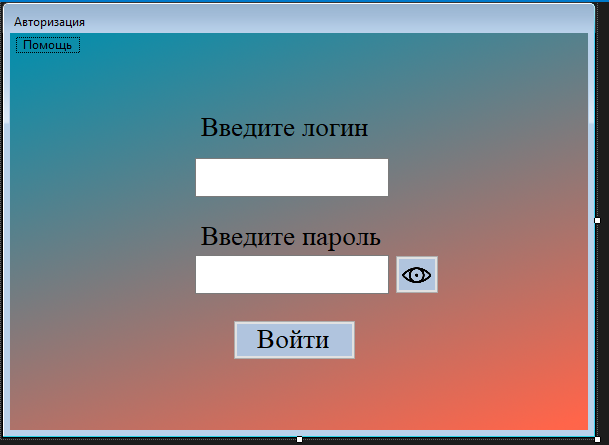 Авторизация
Помощь
Введите логин
Введите пароль
Войти